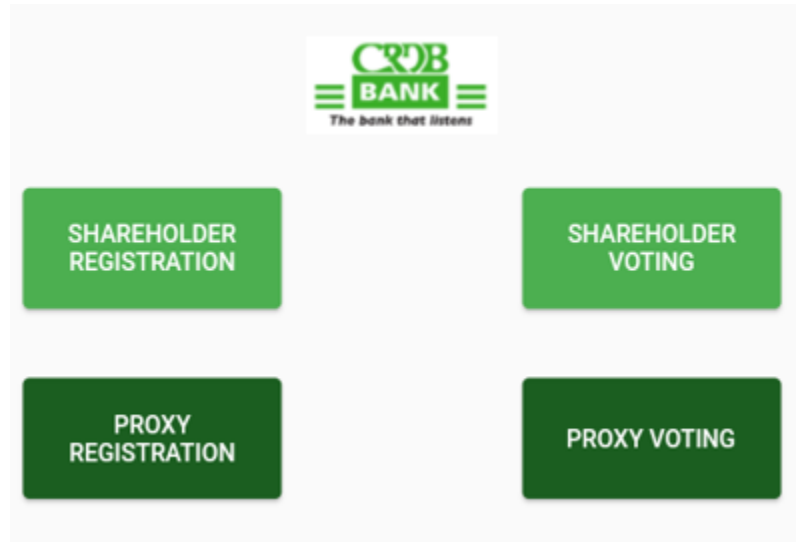 CRDB
BANK
The bank that listens
SHAREHOLDER
REGISTRATION
SHAREHOLDER
VOTING
PROXY
REGISTRATION
PROXY VOTING